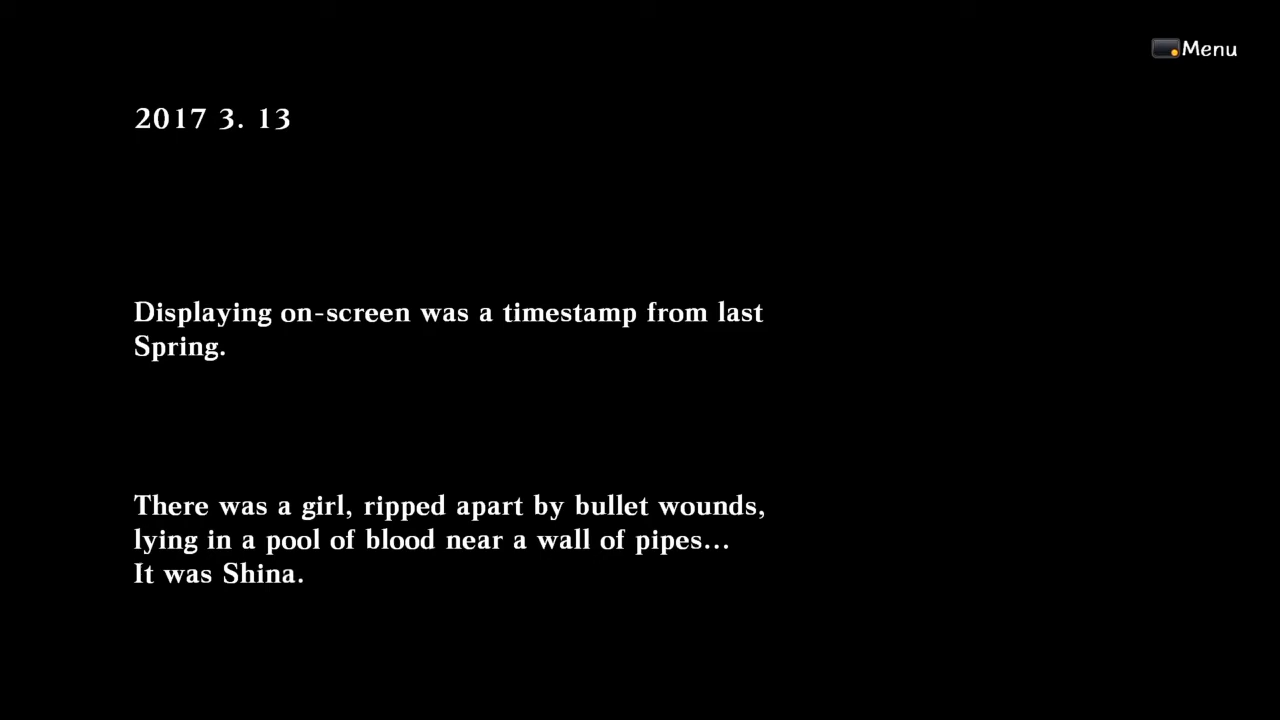 Menu
2017 3. 13
Displaying on-screen was a timestamp from last
Spring.
There was a girl, ripped apart by bullet wounds,
lying in a pool of blood near a wall of pipes...
It was Shina.